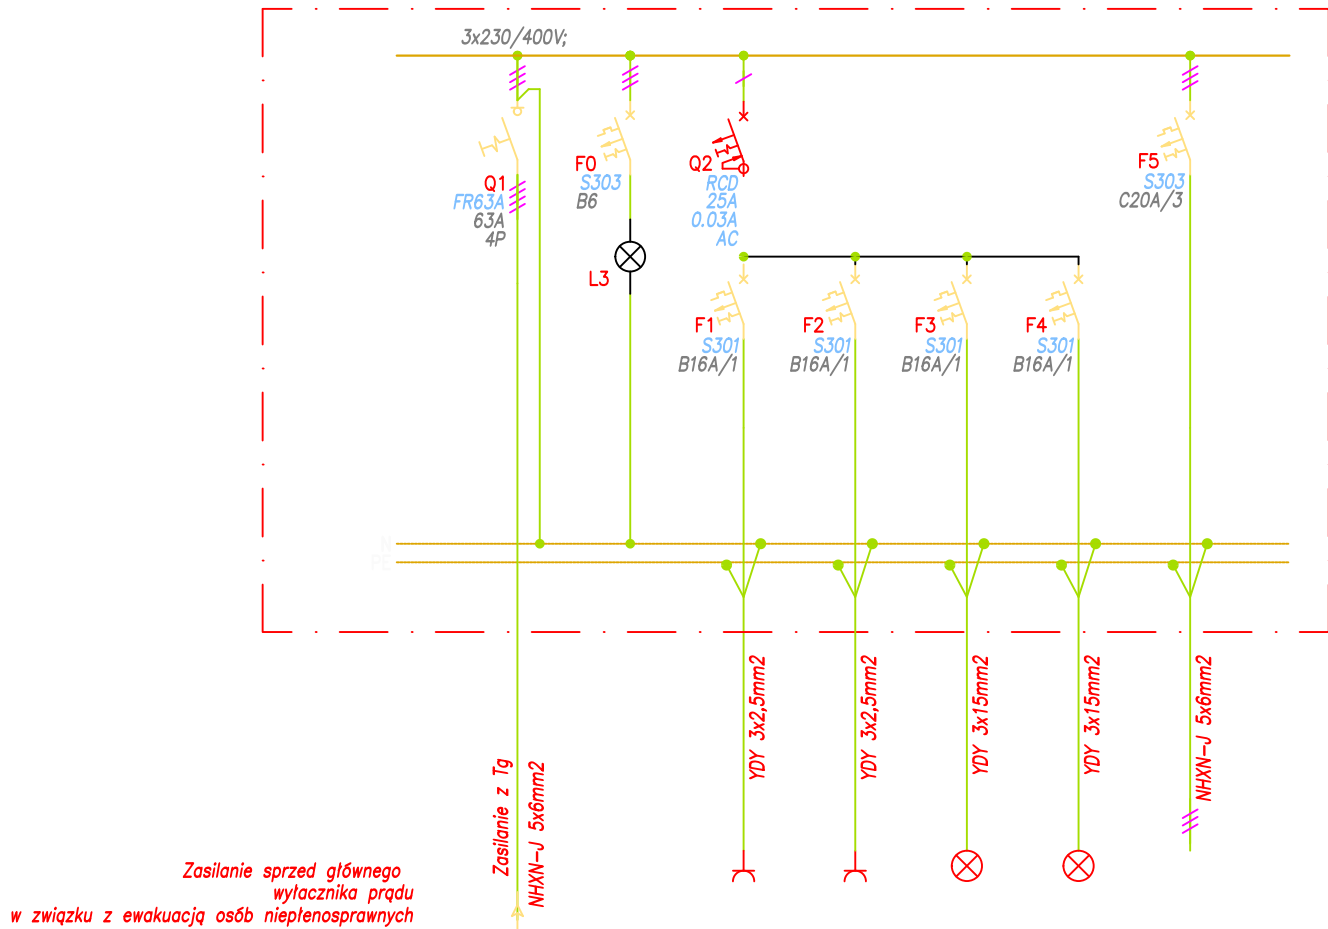 3x230/400V;
Q1
FR63A
63A
4P
F0
S303
B6
L3
Q2
RCD
25A
0.03A
AC
F5
S303
C20A/3
F1
S301
B16A/1
F2
S301
B16A/1
F3
S301
B16A/1
F4
S301
B16A/1
N
PE
YDY 3x2,5mm2
YDY 3x2,5mm2
YDY 3x15mm2
YDY 3x15mm2
NHXN-J 5x6mm2
Zasilanie z Tg
NHXN-J 5x6mm2
Zasilanie sprzed głównego
wyłacznika prądu
w związku z ewakuacją osób niepłenosprawnych